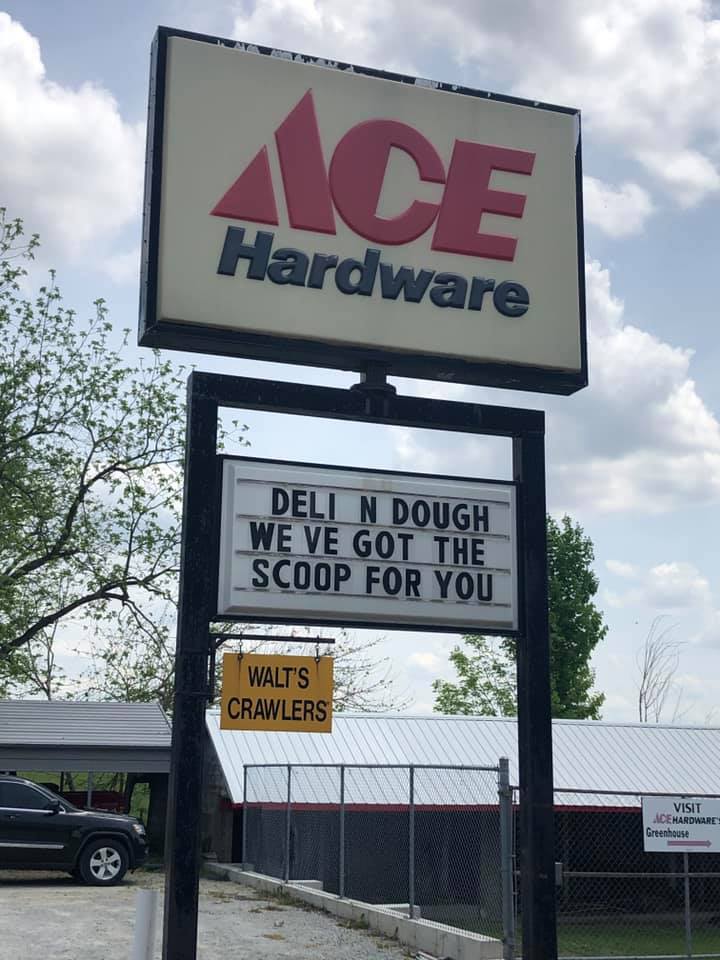 ACE
Hardware
DELI N DOUGH
WE VE GOT THE
SCOOP FOR YOU
WALT'S
CRAWLERS
VISIT
ACE HARDWARE'S
Greenhouse